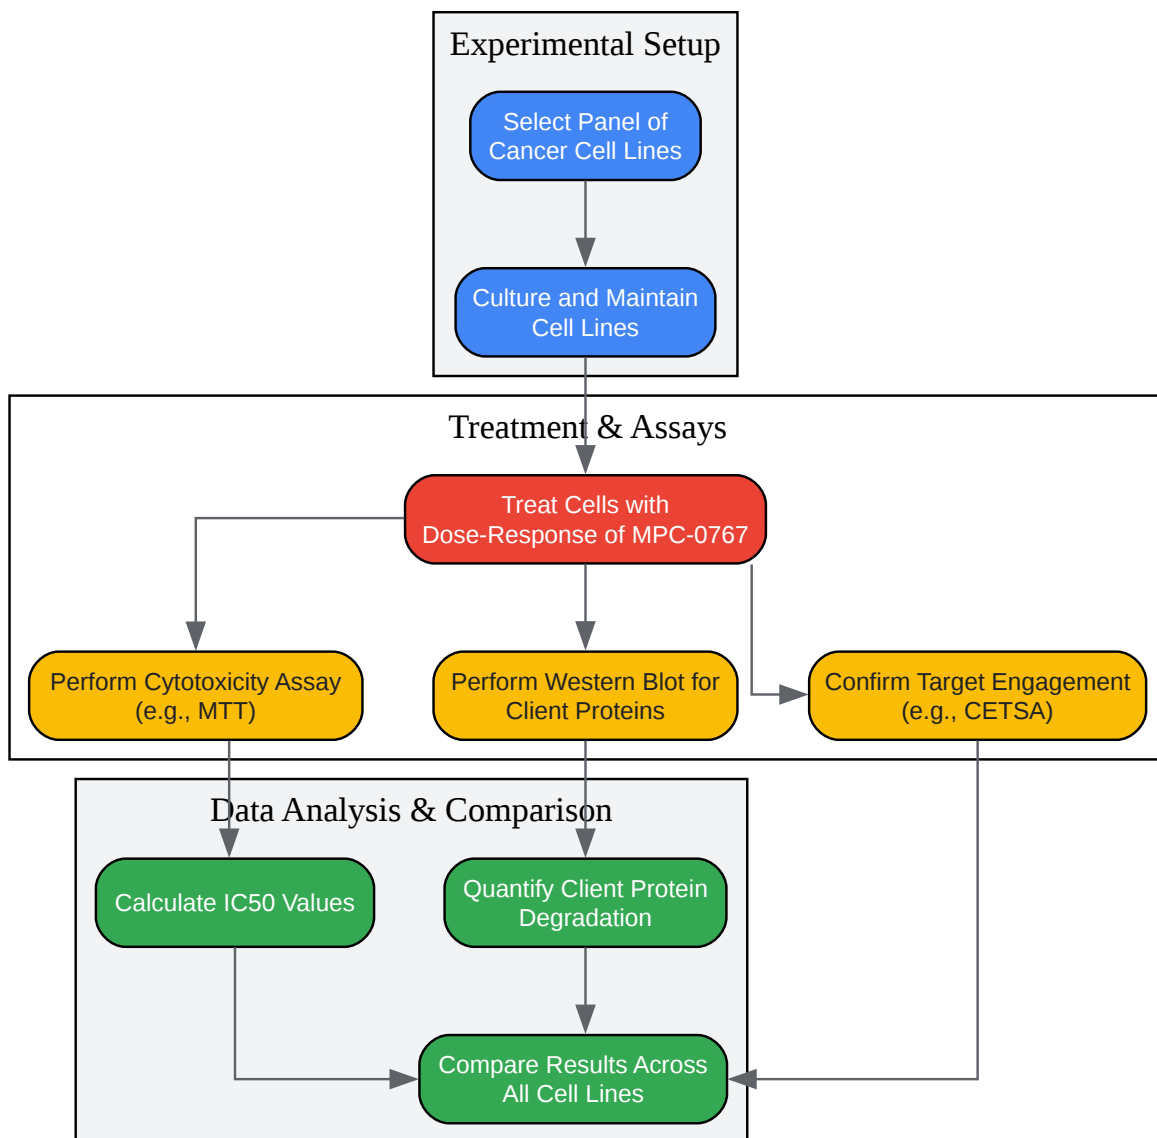 Experimental Setup
Select Panel of
Cancer Cell Lines
Culture and Maintain
Cell Lines
Treatment & Assays
Treat Cells with
Dose-Response of MPC-0767
Perform Cytotoxicity Assay
(e.g., MTT)
Perform Western Blot for
Client Proteins
Confirm Target Engagement
(e.g., CETSA)
Data Analysis & Comparison
Calculate IC50 Values
Quantify Client Protein
Degradation
Compare Results Across
All Cell Lines